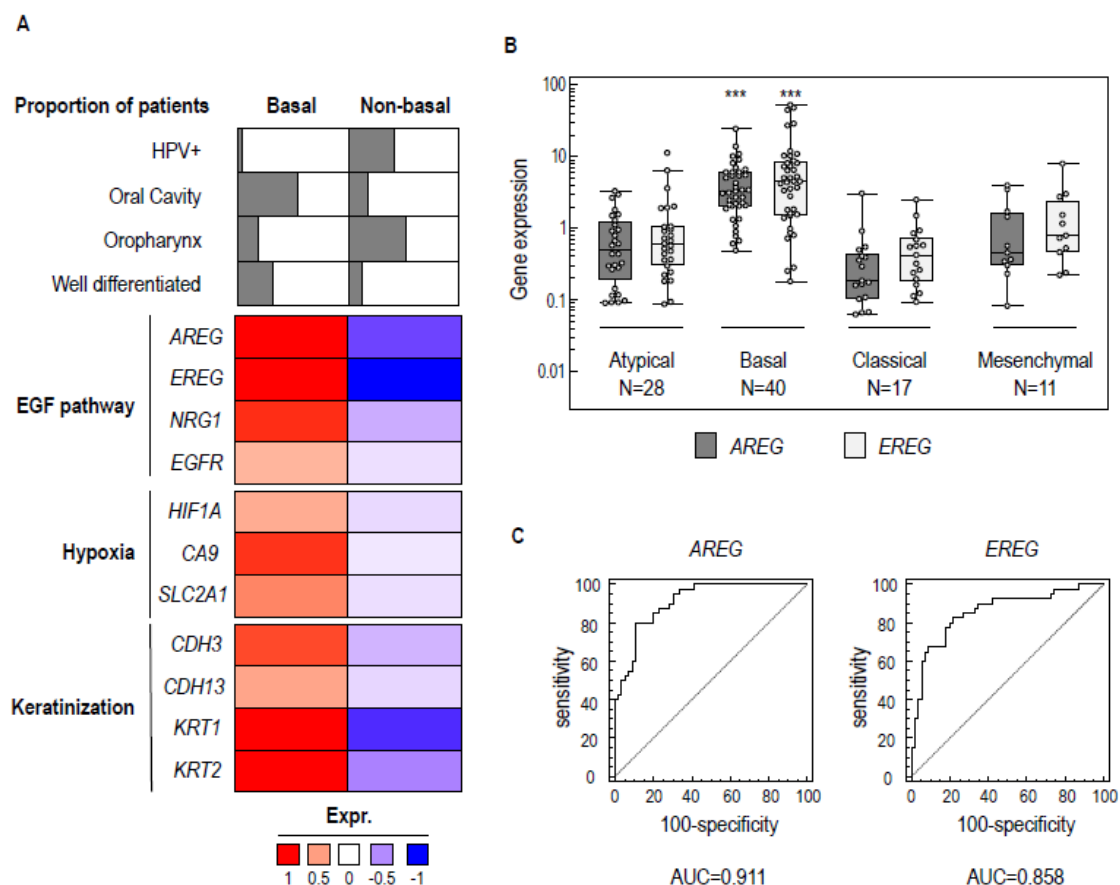 A
Proportion of patients
Basal
Non-basal
HPV+
Oral Cavity
Oropharynx
Well differentiated
EGF pathway
AREG
EREG
NRG1
EGFR
Hypoxia
HIF1A
CA9
SLC2A1
Keratinization
CDH3
CDH13
KRT1
KRT2
Expr.
1 0.5 0 -0.5 -1
B
Gene expression
100
10
1
0.1
0.01
*** ***
Atypical Basal Classical Mesenchymal
N=28 N=40 N=17 N=11
AREG EREG
C
AREG
sensitivity
100
80
60
40
20
0
0 20 40 60 80 100
100-specificity
AUC=0.911
EREG
sensitivity
100
80
60
40
20
0
0 20 40 60 80 100
100-specificity
AUC=0.858